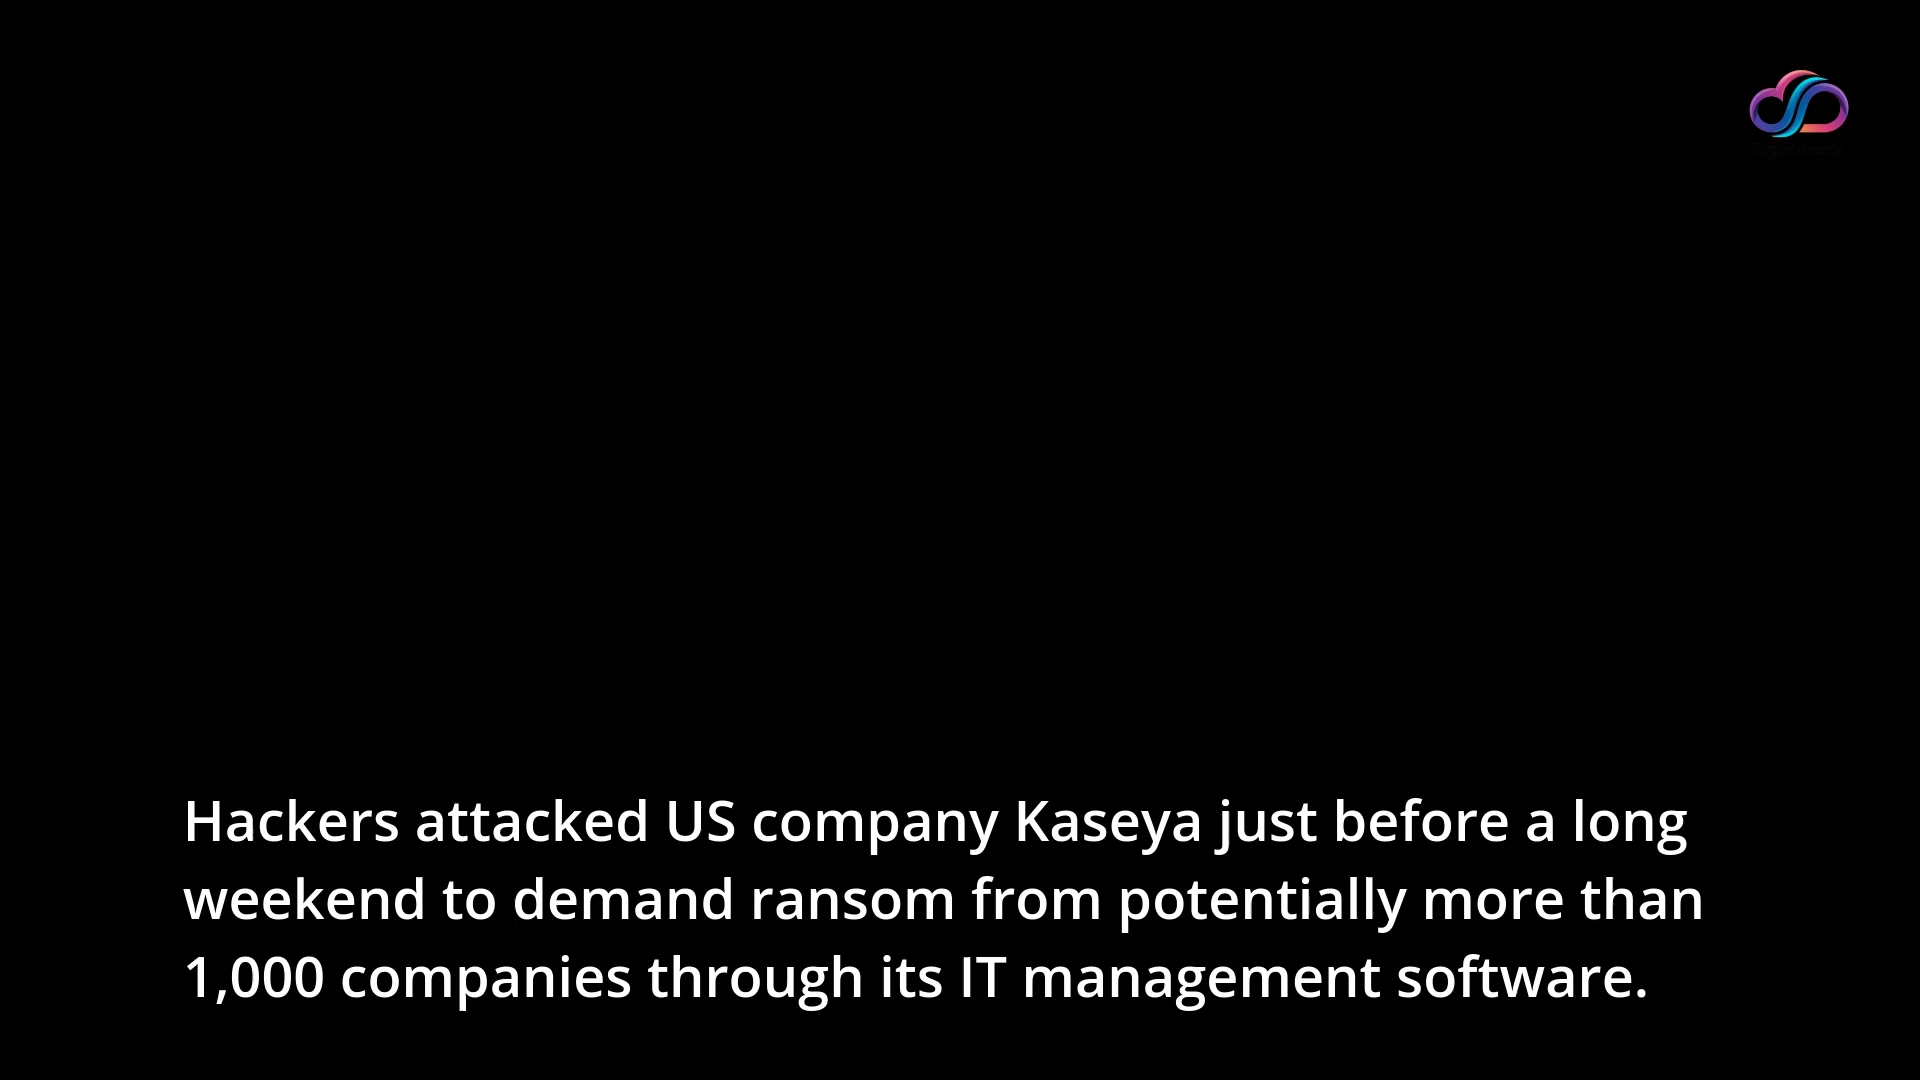 Hackers attacked US company Kaseya just before a long
weekend to demand ransom from potentially more than
1,000 companies through its IT management software.